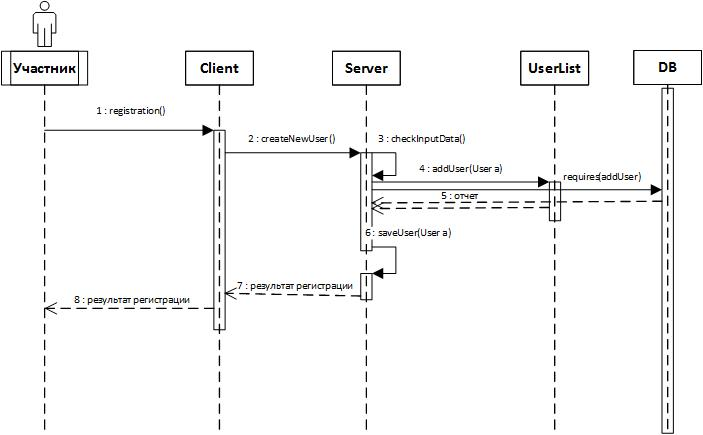 Участник
Client
Server
UserList
DB
1 : registration()
2 : createNewUser()
3 : checkInputData()
4 : addUser(User a)
requires(addUser)
5 : отчет
6 : saveUser(User a)
7 : результат регистрации
8 : результат регистрации